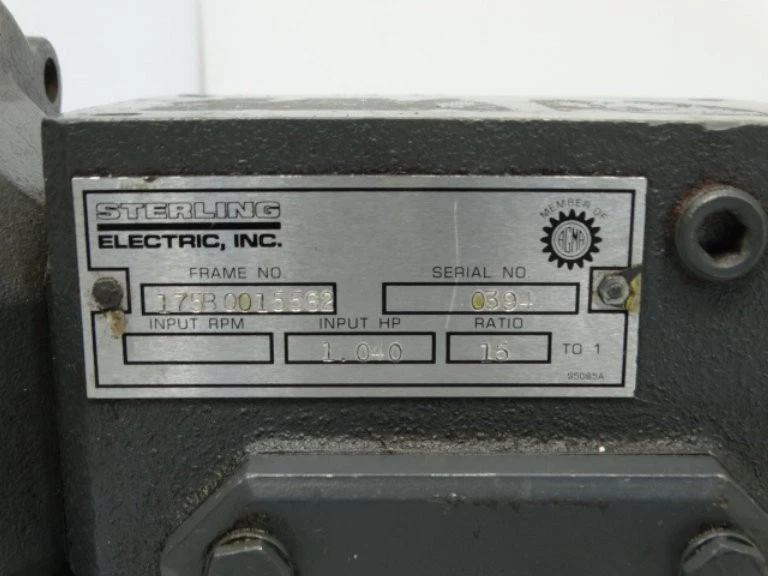 STERLING
ELECTRIC, INC.
MEMBER OF
AGMA
FRAME NO.
SERIAL NO.
0394
INPUT RPM
INPUT HP
RATIO
1.040
15
TO 1
95085A